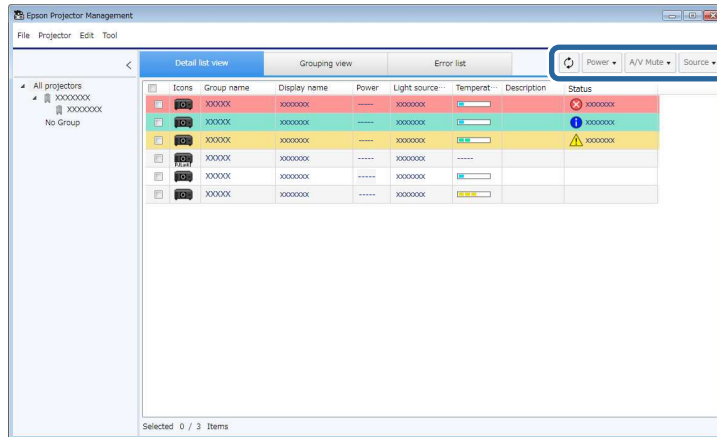 Epson Projector Management
File Projector Edit Tool
< Detail list view Grouping view Error list Power A/V Mute Source
All projectors
XXXXXXX
XXXXXXX
No Group
Icons Group name Display name Power Light source··· Temperat··· Description Status
XXXXX xxxxxxx ----- xxxxxxx xxxxxxx
XXXXX xxxxxxx ----- xxxxxxx xxxxxxx
XXXXX xxxxxxx ----- xxxxxxx xxxxxxx
PJLink XXXXX xxxxxxx ----- xxxxxxx -----
XXXXX xxxxxxx ----- xxxxxxx
XXXXX xxxxxxx ----- xxxxxxx
Selected 0 / 3 Items